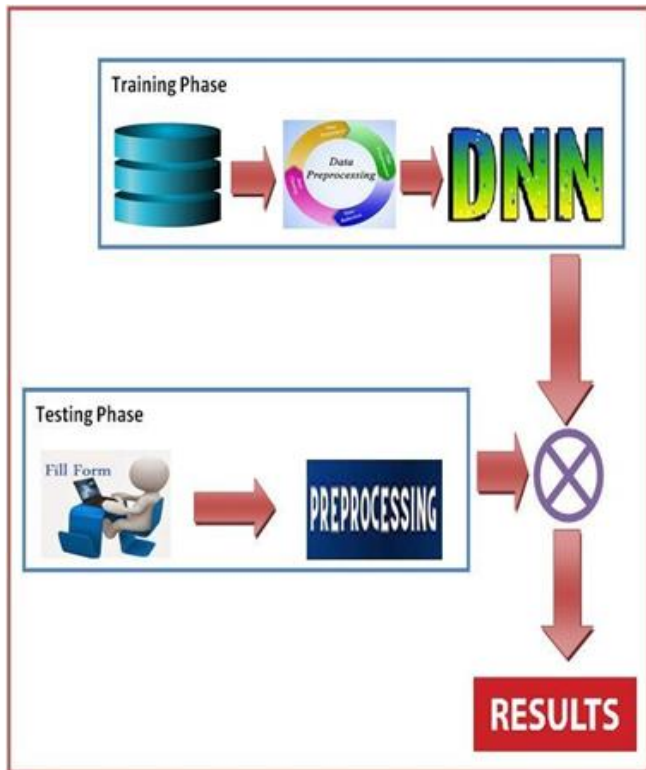 Training Phase
Data
Preprocessing
DNN
Testing Phase
Fill Form
PREPROCESSING
RESULTS